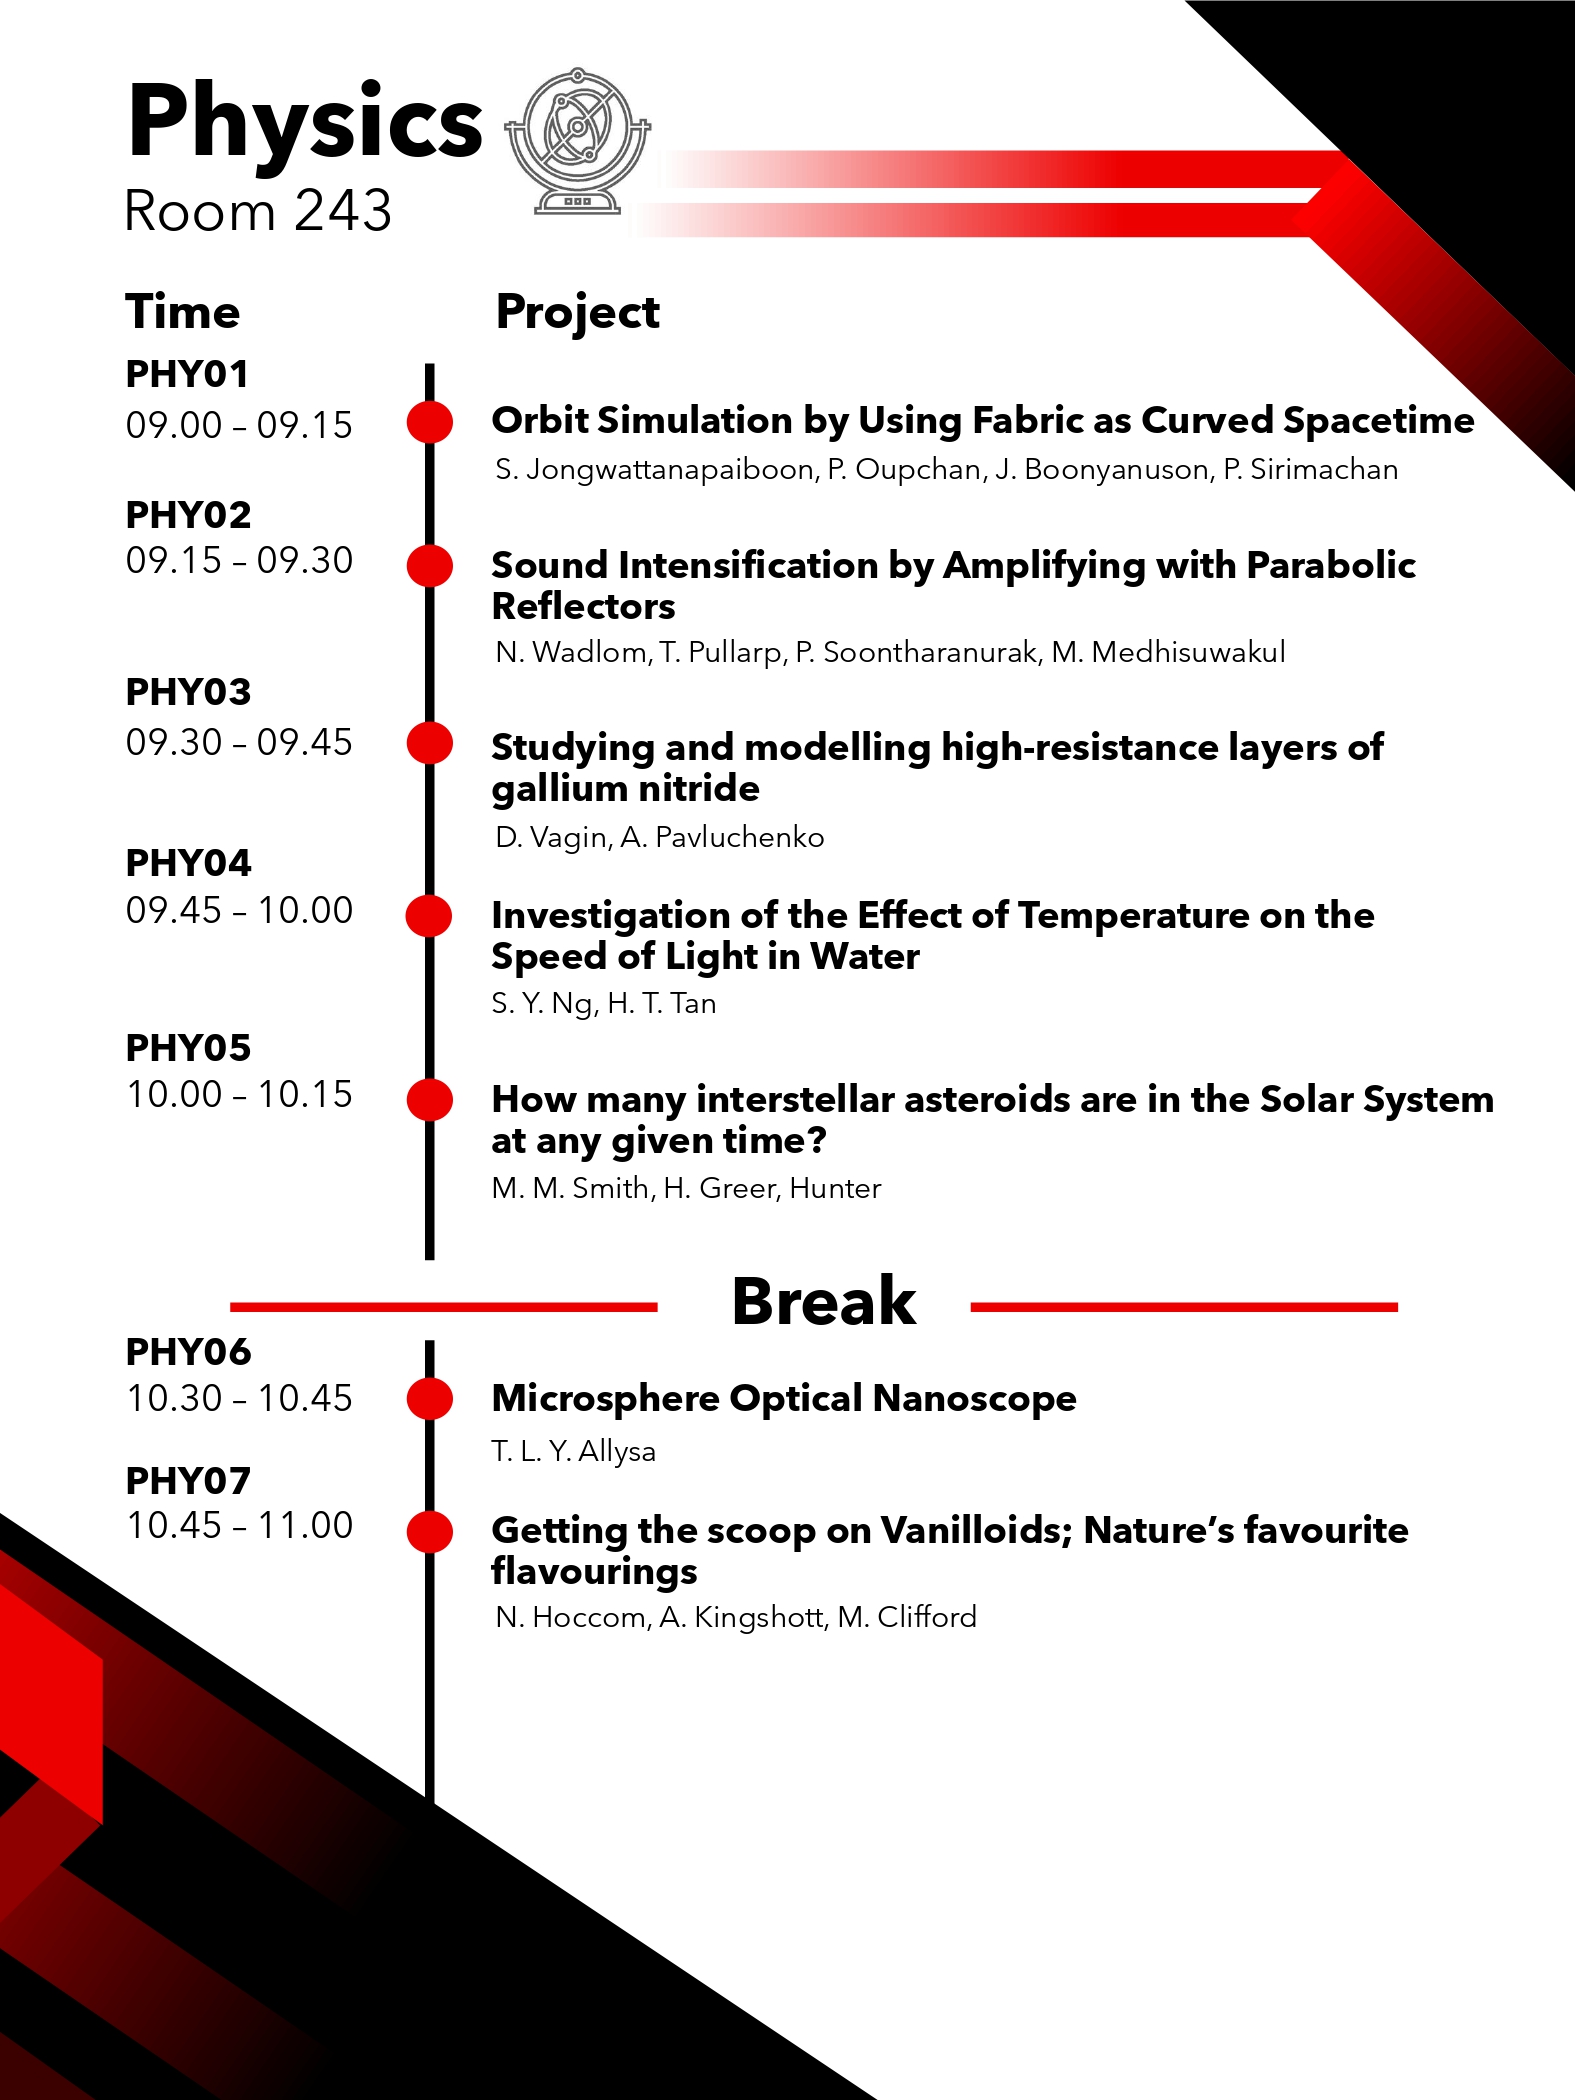 Physics
Room 243
Time Project
PHY01
09.00 – 09.15 Orbit Simulation by Using Fabric as Curved Spacetime
S. Jongwattanapaiboon, P. Oupchan, J. Boonyanuson, P. Sirimachan
PHY02
09.15 – 09.30 Sound Intensification by Amplifying with Parabolic
Reflectors
N. Wadlom, T. Pullarp, P. Soontharanurak, M. Medhisuwakul
PHY03
09.30 – 09.45 Studying and modelling high-resistance layers of
gallium nitride
D. Vagin, A. Pavluchenko
PHY04
09.45 – 10.00 Investigation of the Effect of Temperature on the
Speed of Light in Water
S. Y. Ng, H. T. Tan
PHY05
10.00 – 10.15 How many interstellar asteroids are in the Solar System
at any given time?
M. M. Smith, H. Greer, Hunter
Break
PHY06
10.30 – 10.45 Microsphere Optical Nanoscope
T. L. Y. Allysa
PHY07
10.45 – 11.00 Getting the scoop on Vanilloids; Nature’s favourite
flavourings
N. Hoccom, A. Kingshott, M. Clifford